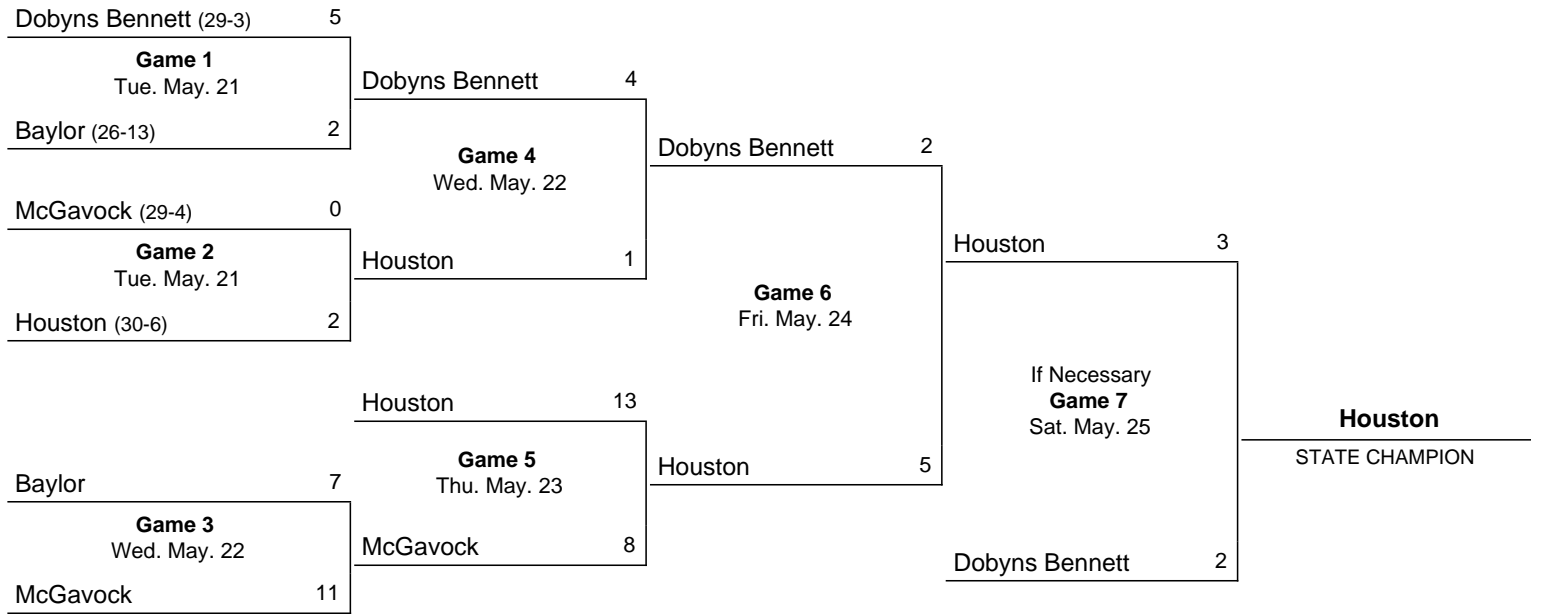 Dobyns Bennett (29-3) 5
Game 1
Tue. May. 21
Baylor (26-13) 2
McGavock (29-4) 0
Game 2
Tue. May. 21
Houston (30-6) 2
Baylor 7
Game 3
Wed. May. 22
McGavock 11
Dobyns Bennett 4
Game 4
Wed. May. 22
Houston 1
Houston 13
Game 5
Thu. May. 23
McGavock 8
Dobyns Bennett 2
Game 6
Fri. May. 24
Houston 5
Houston 3
If Necessary
Game 7
Sat. May. 25
Dobyns Bennett 2
Houston
STATE CHAMPION